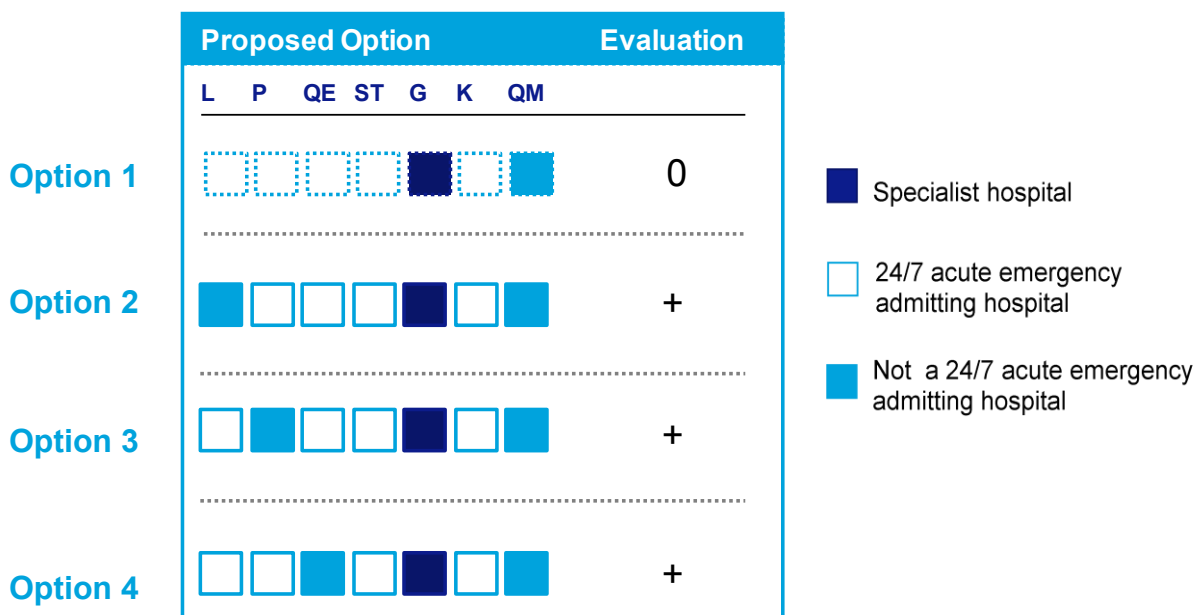 Proposed Option Evaluation
L P QE ST G K QM
Option 1 0
Option 2 +
Option 3 +
Option 4 +
Specialist hospital
24/7 acute emergency
admitting hospital
Not a 24/7 acute emergency
admitting hospital